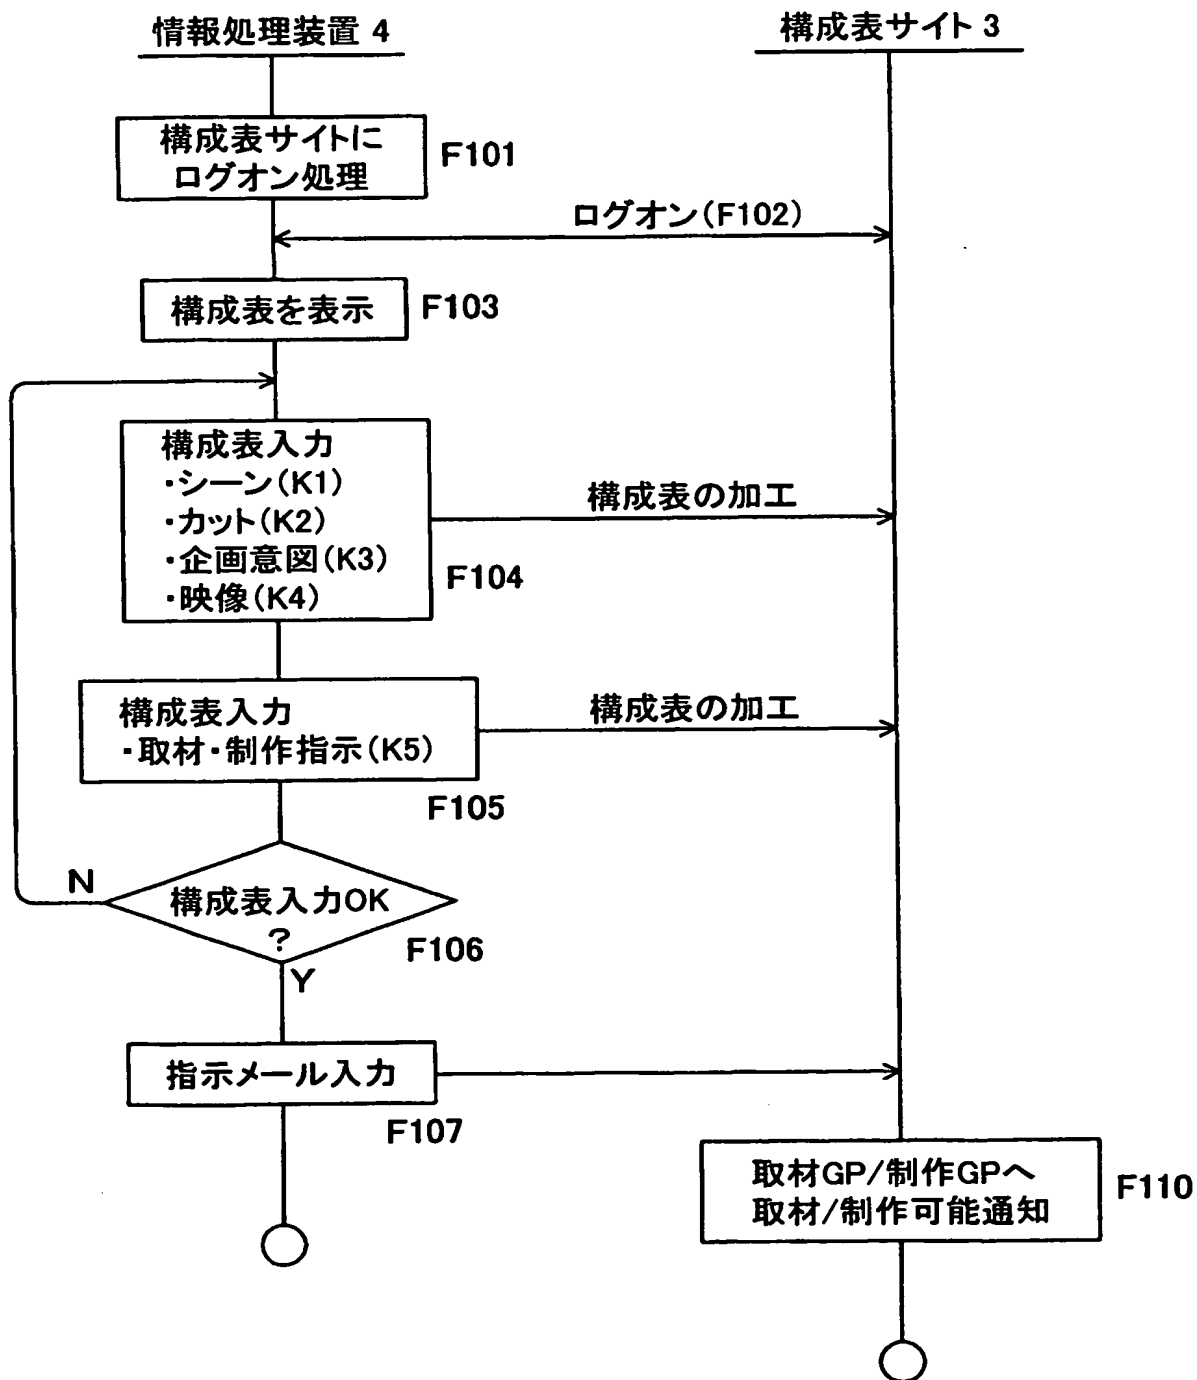 情報処理装置 4
構成表サイト 3
構成表サイトに
ログオン処理
F101
ログオン(F102)
構成表を表示
F103
構成表入力
・シーン(K1)
・カット(K2)
・企画意図(K3)
・映像(K4)
F104
構成表の加工
構成表入力
・取材・制作指示(K5)
F105
構成表の加工
N
構成表入力OK
?
F106
Y
指示メール入力
F107
取材GP/制作GPへ
取材/制作可能通知
F110